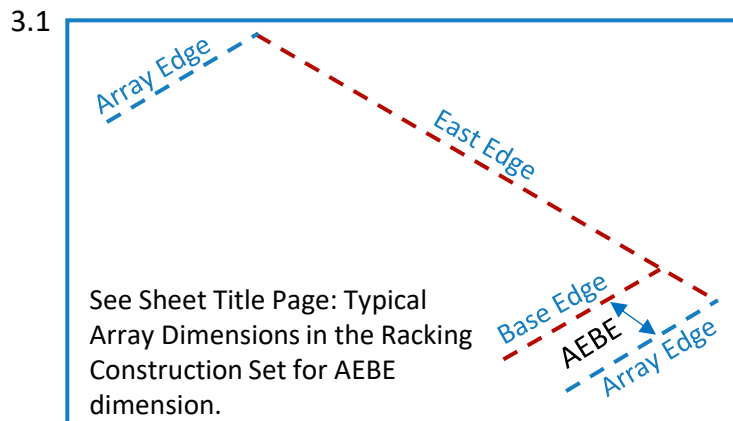 3.1
Array Edge
East Edge
See Sheet Title Page: Typical
Array Dimensions in the Racking
Construction Set for AEBE
dimension.
Base Edge
AEBE
Array Edge